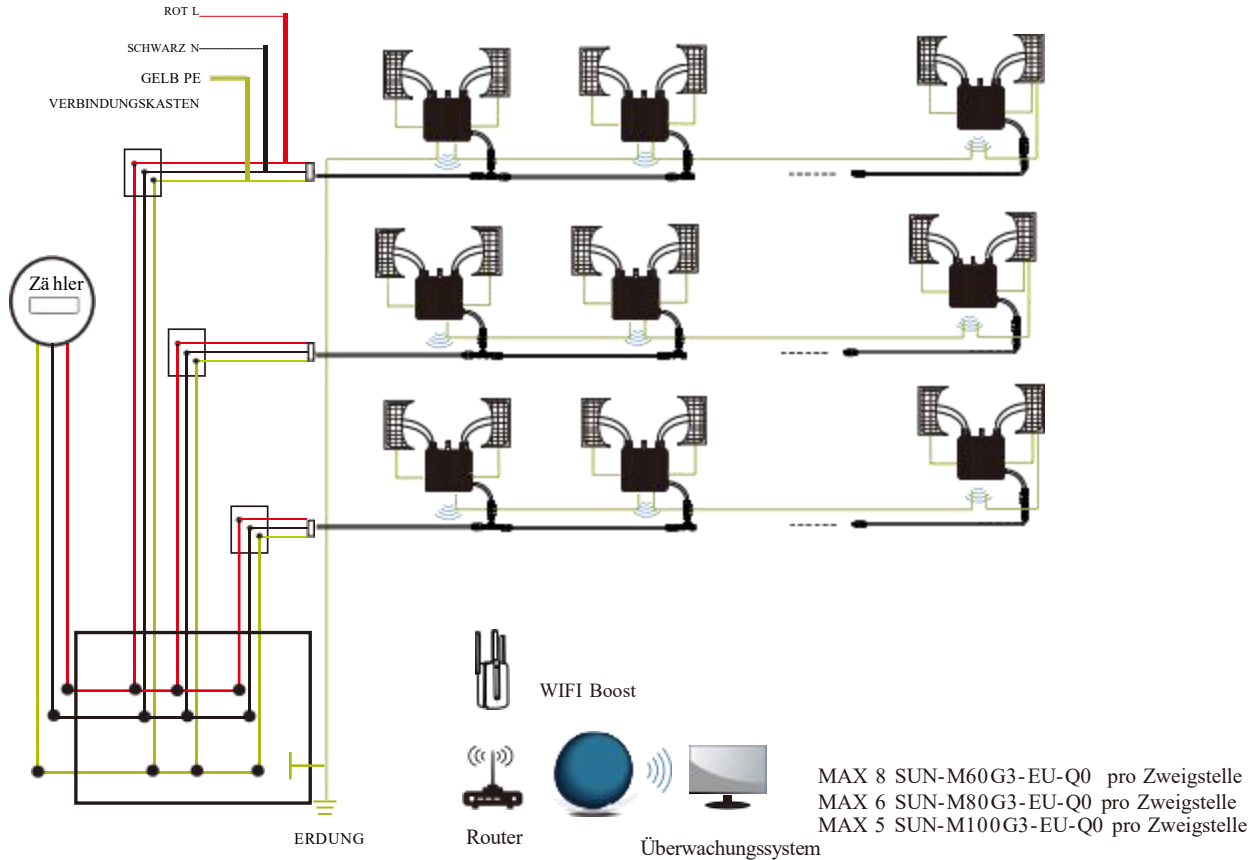 ROT L
SCHWARZ N
GELB PE
VERBINDUNGSKASTEN
Zä hler
WIFI Boost
ERDUNG
Router
Überwachungssystem
MAX 8 SUN-M60G3-EU-Q0 pro Zweigstelle
MAX 6 SUN-M80G3-EU-Q0 pro Zweigstelle
MAX 5 SUN-M100G3-EU-Q0 pro Zweigstelle